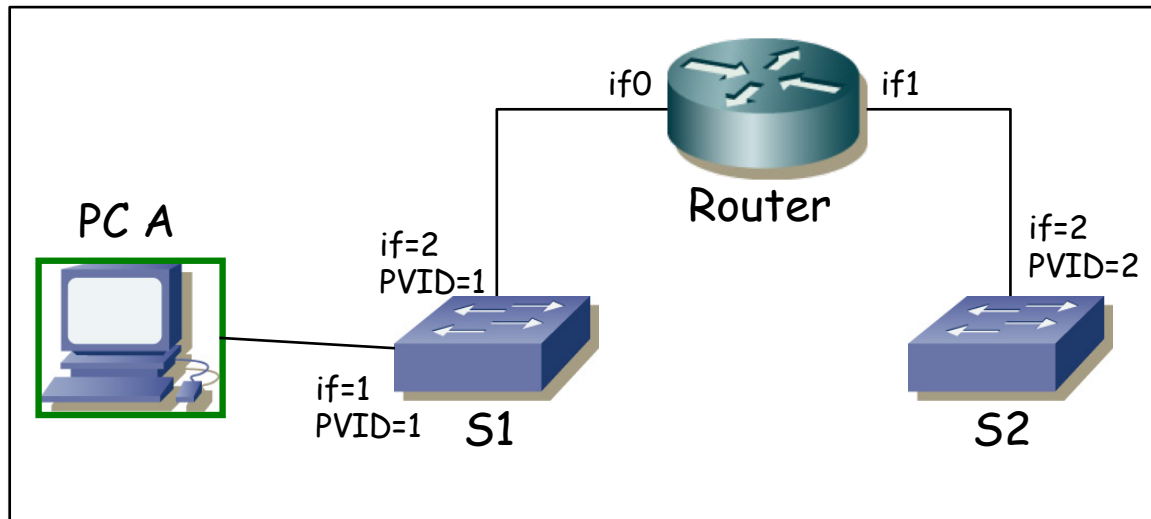 if0
if1
Router
PC A
if=2
PVID=1
if=2
PVID=2
if=1
PVID=1
S1
S2